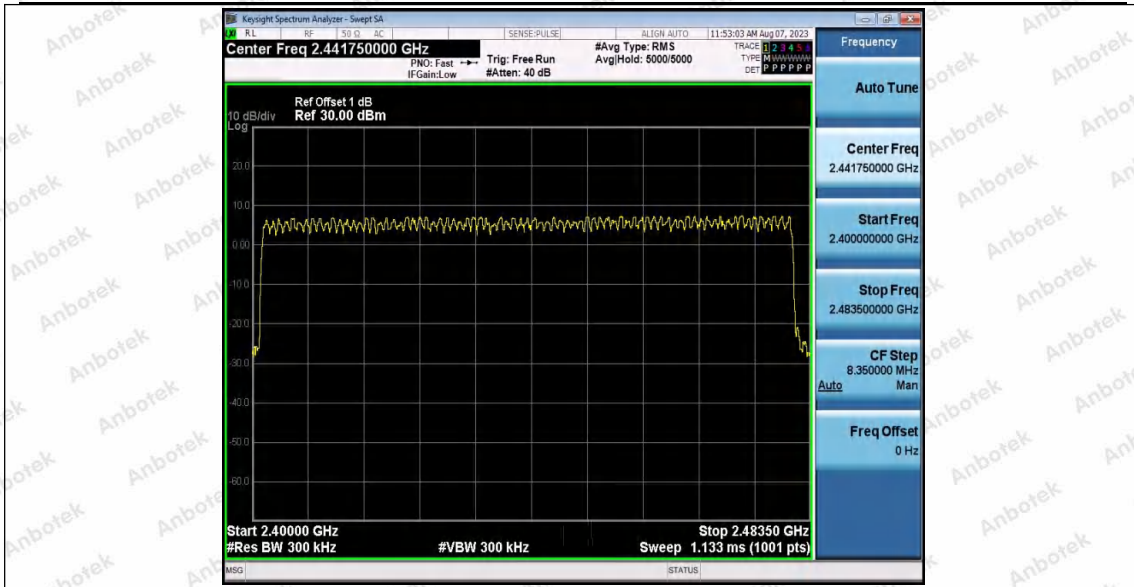 Keysight Spectrum Analyzer - Swept SA
RL RF 50 Ω AC SENSE:PULSE ALIGN AUTO 11:53:03 AM Aug 07, 2023
Center Freq 2.441750000 GHz
PNO: Fast
IFGain:Low
Trig: Free Run
#Atten: 40 dB
#Avg Type: RMS
Avg|Hold: 5000/5000
TRACE 1 2 3 4 5 6
TYPE M W W W W W
DET P P P P P P
Frequency
Auto Tune
Center Freq
2.441750000 GHz
Start Freq
2.400000000 GHz
Stop Freq
2.483500000 GHz
CF Step
8.350000 MHz
Auto Man
Freq Offset
0 Hz
Ref Offset 1 dB
10 dB/div Ref 30.00 dBm
Log
20.0
10.0
0.00
-10.0
-20.0
-30.0
-40.0
-50.0
-60.0
Start 2.40000 GHz Stop 2.48350 GHz
#Res BW 300 kHz #VBW 300 kHz Sweep 1.133 ms (1001 pts)
MSG STATUS
Anbotek